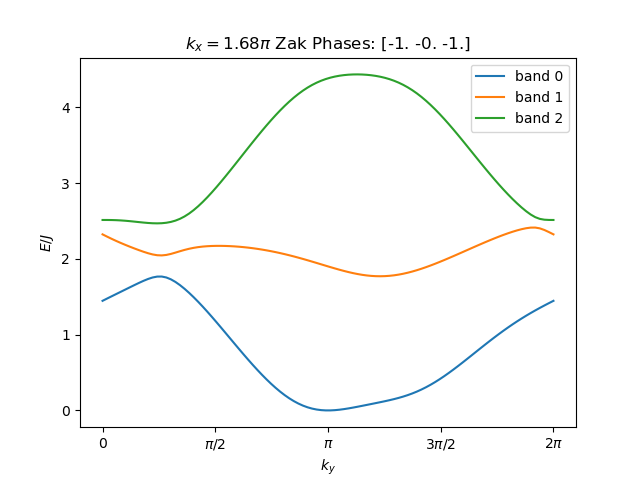 $k_x = 1.68\pi$ Zak Phases: [-1. -0. -1.]
band 0
band 1
band 2
E/J
4
3
2
1
0
0
π/2
π
3π/2
2π
$k_y$